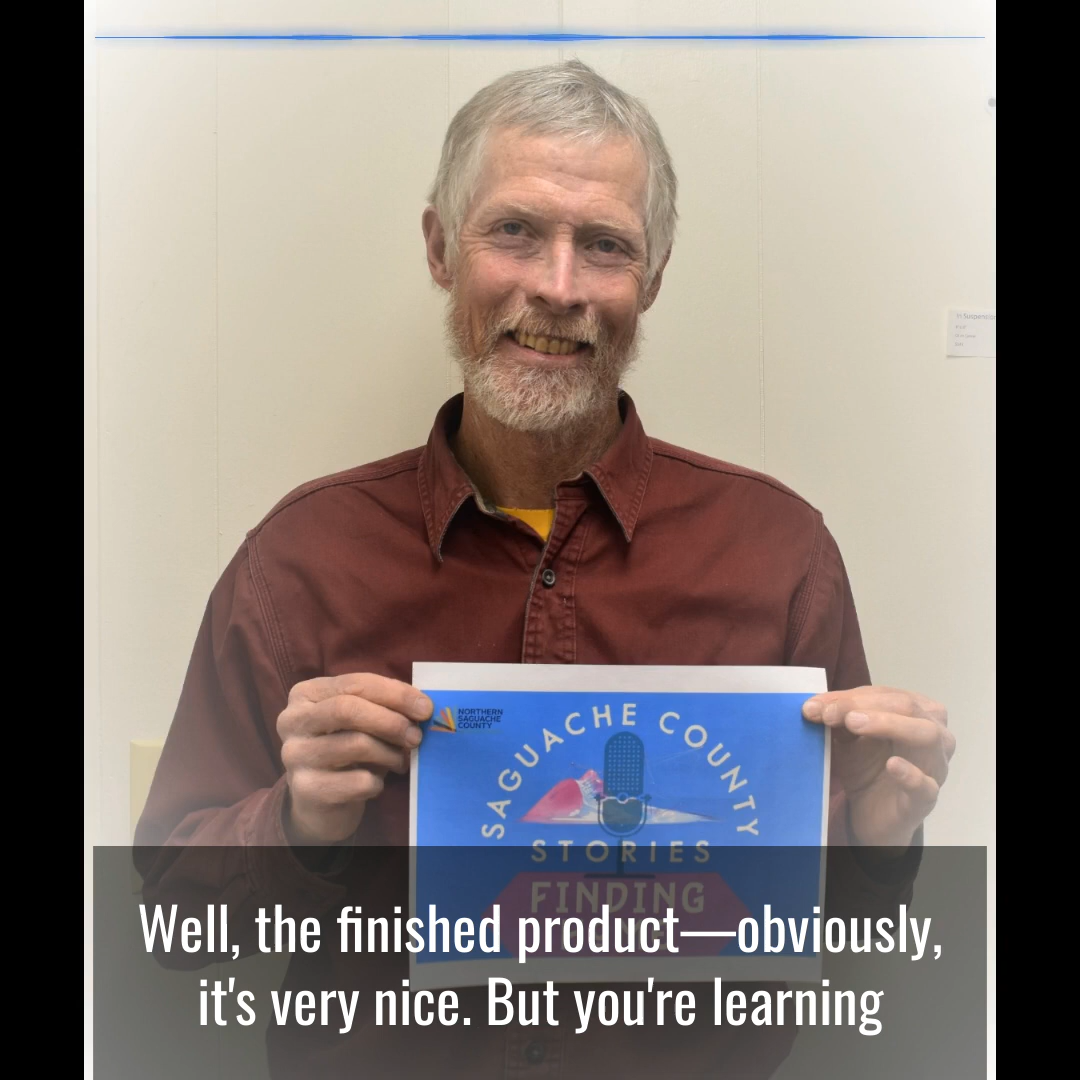 Suspension
NORTHERN
SAGUACHE
COUNTY
SAGUACHE COUNTY
STORIES
FINDING
Well, the finished product—obviously,
it's very nice. But you're learning